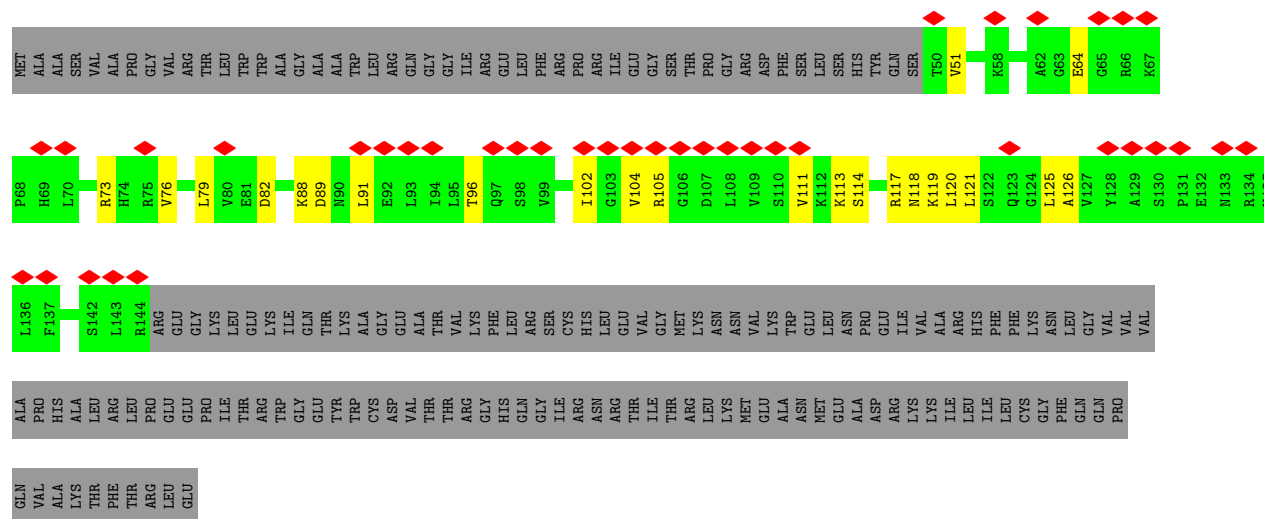 MET ALA ALA SER VAL ALA PRO GLY VAL ARG THR LEU TRP TRP ALA GLY ALA ALA TRP LEU ARG GLN GLY GLY ILE ARG GLU LEU PHE ARG PRO ARG ILE GLU GLY SER THR PRO GLY ARG ASP PHE SER LEU SER HIS TYR GLN SER T50 V51 K58 A62 G63 E64 G65 R66 K67
P68 H69 L70 R73 H74 R75 V76 L79 V80 E81 D82 K88 D89 N90 L91 E92 L93 I94 L95 T96 Q97 S98 V99 I102 G103 V104 R105 G106 D107 L108 V109 S110 V111 K112 K113 S114 R117 N118 K119 L120 L121 S122 Q123 G124 L125 A126 V127 Y128 A129 S130 P131 E132 N133 R134
L136 F137 S142 L143 R144 ARG GLU GLY LYS LEU GLU LYS ILE GLN THR LYS ALA GLY GLU ALA THR VAL LYS PHE LEU ARG SER CYS HIS LEU GLU VAL GLY MET LYS ASN ASN VAL LYS TRP GLU LEU ASN PRO GLU ILE VAL ALA ARG HIS PHE PHE LYS ASN LEU GLY VAL VAL VAL
ALA PRO HIS ALA LEU ARG LEU PRO GLU GLU PRO ILE THR ARG TRP GLY GLU TYR TRP CYS ASP VAL THR THR ARG GLY HIS GLN GLY ILE ARG ASN ARG THR ILE THR ARG LEU LYS MET GLU ALA ASN MET GLU ALA ASP ARG LYS LYS ILE LEU ILE LEU CYS GLY PHE GLN GLN PRO
GLN VAL ALA LYS THR PHE THR ARG LEU GLU